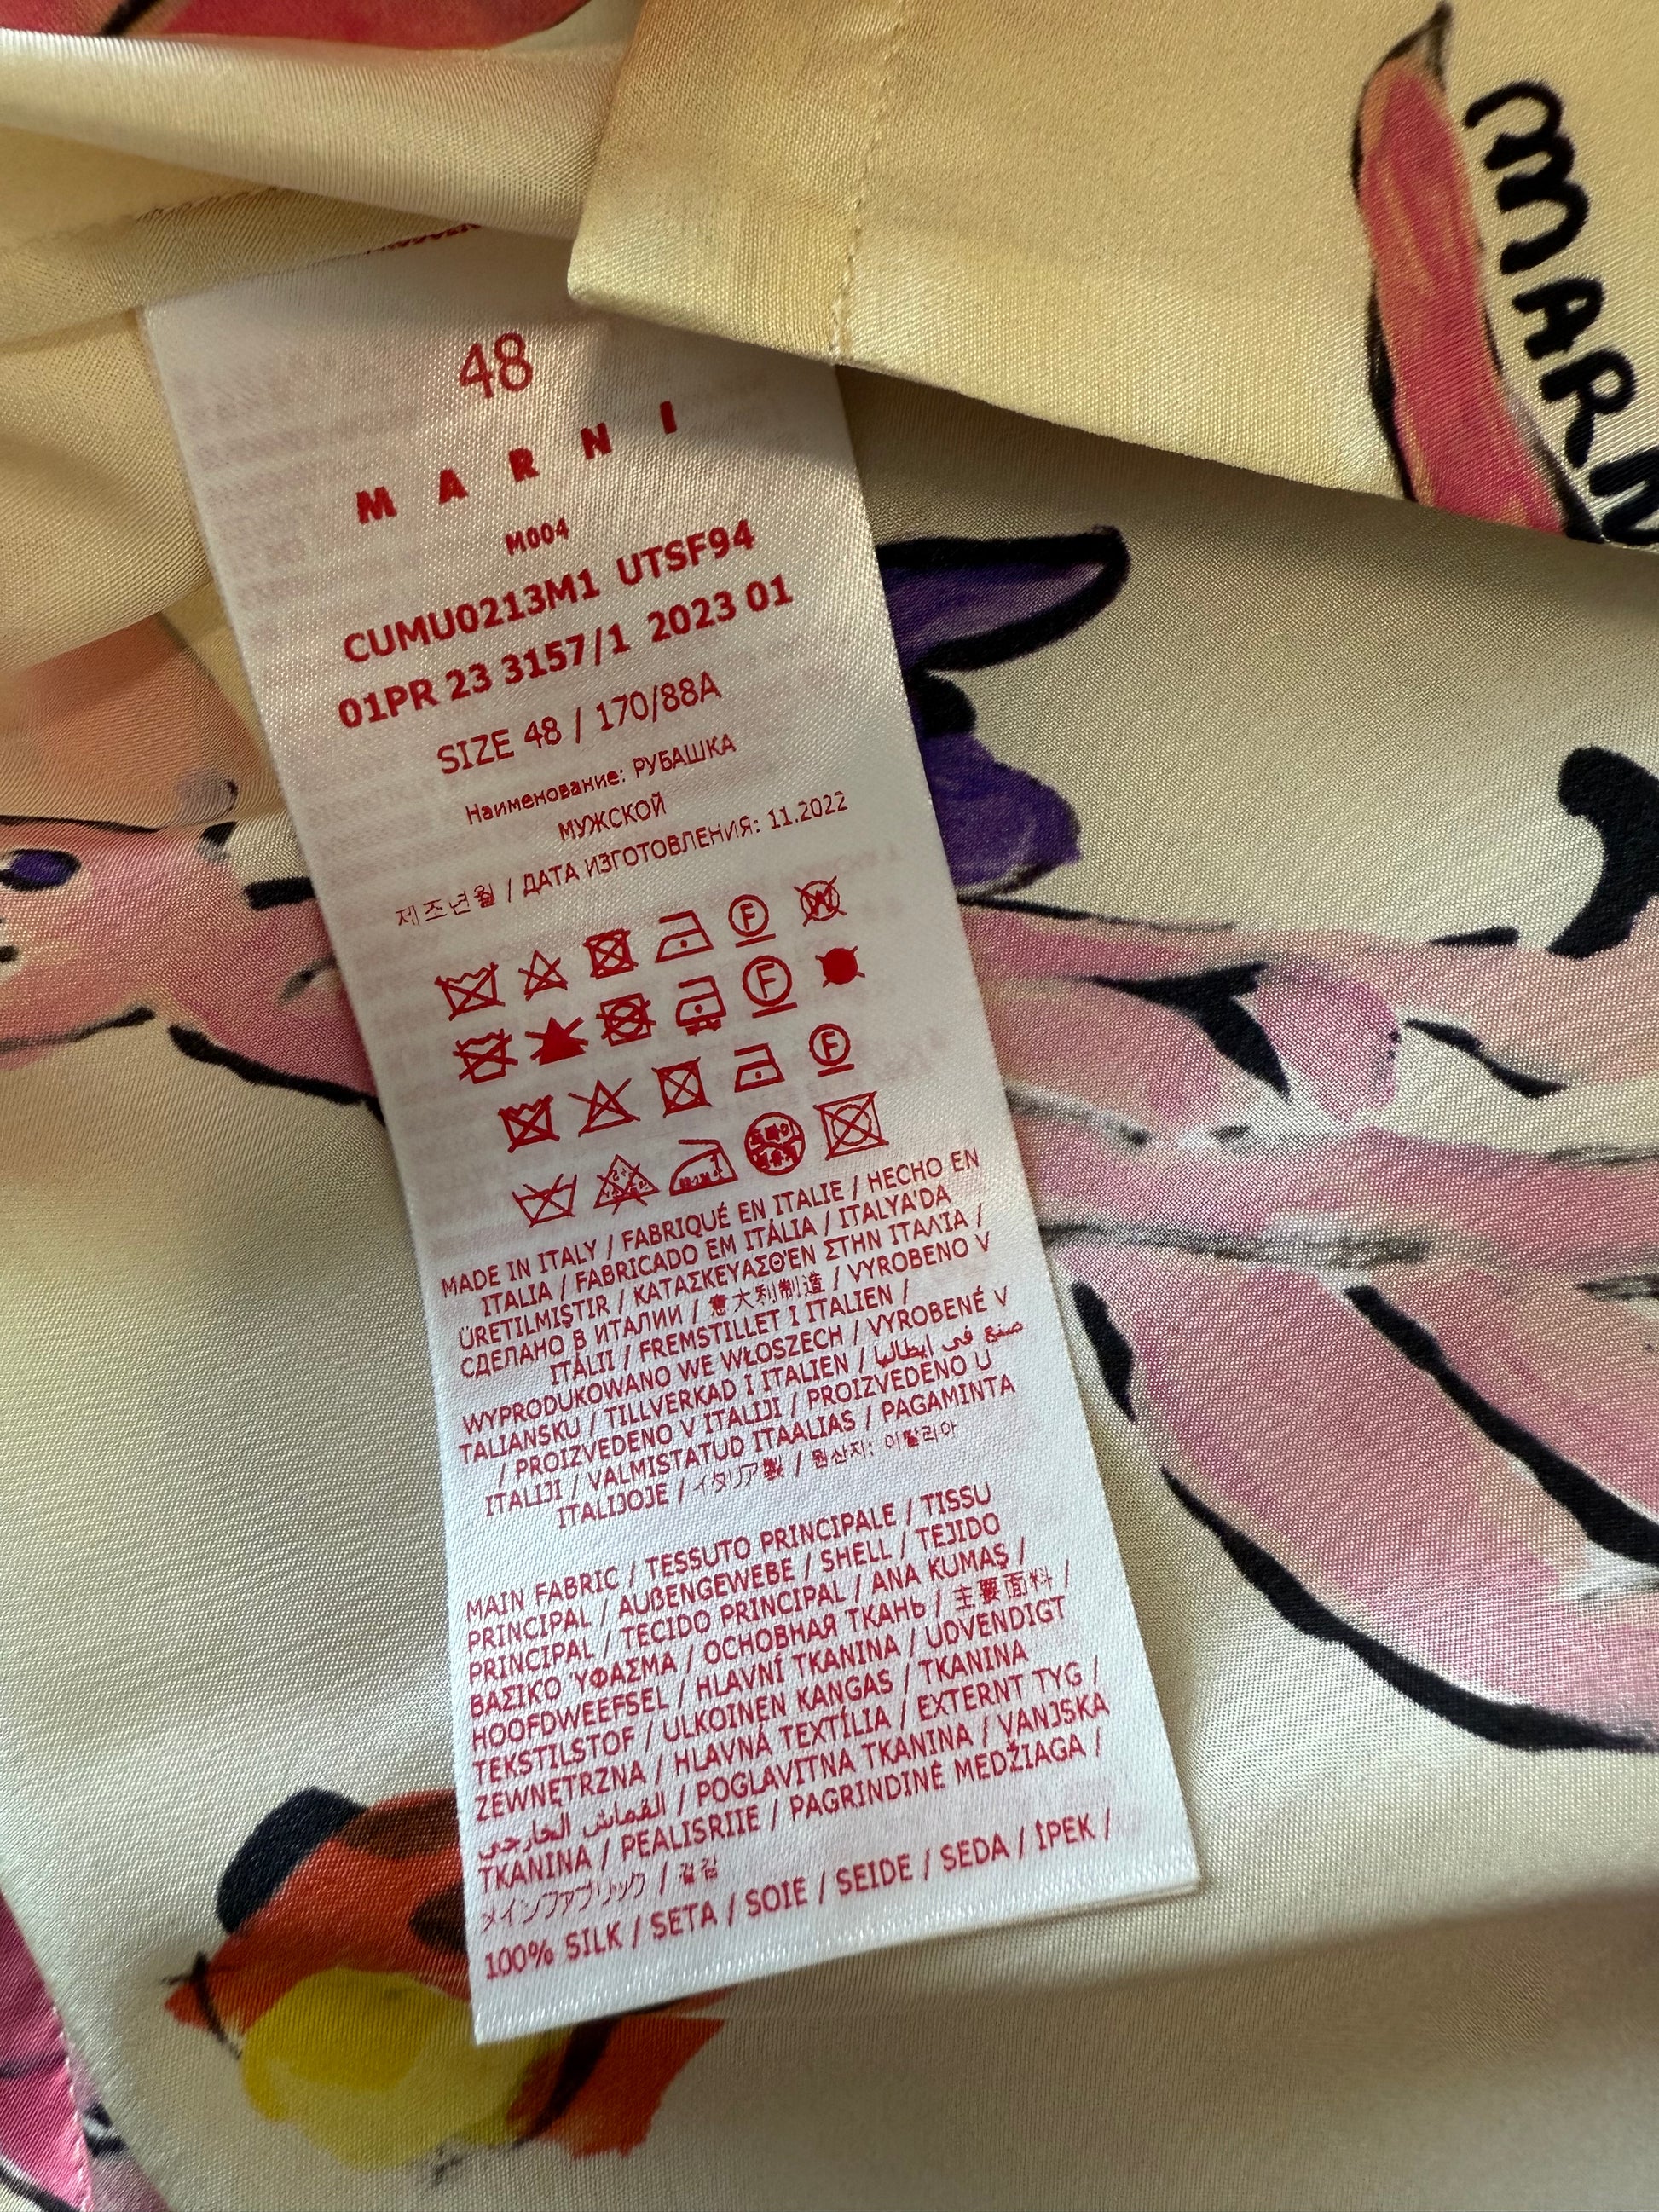 MARN
48
MARNI
M004
CUMU0213M1 UTSF94
01PR 23 3157/1 2023 01
SIZE 48 / 170/88A
Наименование: РУБАШКА
МУЖСКОЙ
제조년월 / ДАТА ИЗГОТОВЛЕНИЯ: 11.2022
F W
F
F
MADE IN ITALY / FABRIQUÉ EN ITALIE / HECHO EN
ITALIA / FABRICADO EM ITÁLIA / ITALYA'DA
ÜRETILMIŞTIR / ΚΑΤΑΣΚΕΥΑΣΘΈΝ ΣΤΗΝ ΙΤΑΛΊΑ /
СДЕЛАНО В ИТАЛИИ / 意大利制造 / VYROBENO V
ITÁLII / FREMSTILLET I ITALIEN /
WYPRODUKOWANO WE WŁOSZECH / VYROBENÉ V
TALIANSKU / TILLVERKAD I ITALIEN / صنع في ايطاليا
/ PROIZVEDENO V ITALIJI / PROIZVEDENO U
ITALIJI / VALMISTATUD ITAALIAS / PAGAMINTA
ITALIJOJE / イタリア製 / 원산지: 이탈리아
MAIN FABRIC / TESSUTO PRINCIPALE / TISSU
PRINCIPAL / AUßENGEWEBE / SHELL / TEJIDO
PRINCIPAL / TECIDO PRINCIPAL / ANA KUMAŞ /
ΒΑΣΙΚΟ ΎΦΑΣΜΑ / ОСНОВНАЯ ТКАНЬ / 主要面料 /
HOOFDWEEFSEL / HLAVNÍ TKANINA / UDVENDIGT
TEKSTILSTOF / ULKOINEN KANGAS / TKANINA
ZEWNĘTRZNA / HLAVNÁ TEXTÍLIA / EXTERNT TYG /
القماش الخارجي / POGLAVITNA TKANINA / VANJSKA
TKANINA / PEALISRIIE / PAGRINDINĖ MEDŽIAGA /
メインファブリック / 겉감
100% SILK / SETA / SOIE / SEIDE / SEDA / İPEK /